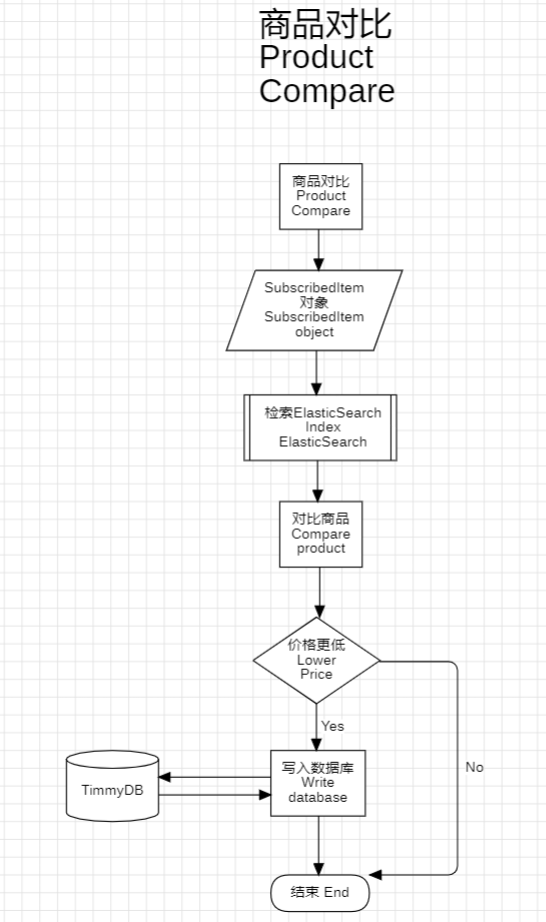 商品对比
Product
Compare
商品对比
Product
Compare
SubscribedItem
对象
SubscribedItem
object
检索ElasticSearch
Index
ElasticSearch
对比商品
Compare
product
价格更低
Lower
Price
Yes
No
写入数据库
Write
database
TimmyDB
结束 End